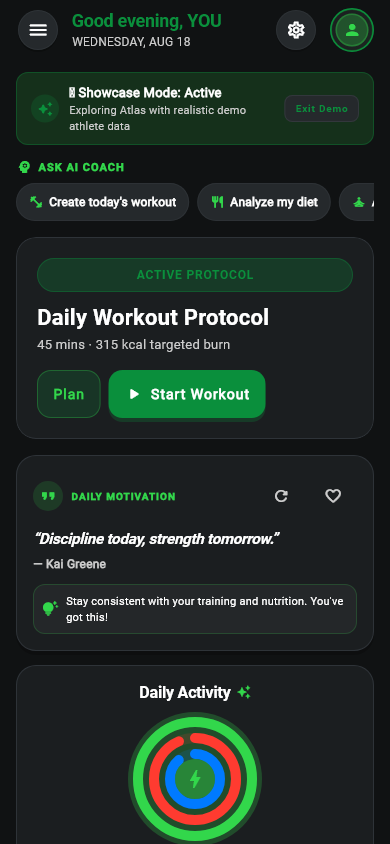 Good evening, YOU
WEDNESDAY, AUG 18
Showcase Mode: Active
Exploring Atlas with realistic demo
athlete data
Exit Demo
ASK AI COACH
Create today's workout
Analyze my diet
ACTIVE PROTOCOL
Daily Workout Protocol
45 mins · 315 kcal targeted burn
Plan
Start Workout
DAILY MOTIVATION
“Discipline today, strength tomorrow.”
— Kai Greene
Stay consistent with your training and nutrition. You've
got this!
Daily Activity